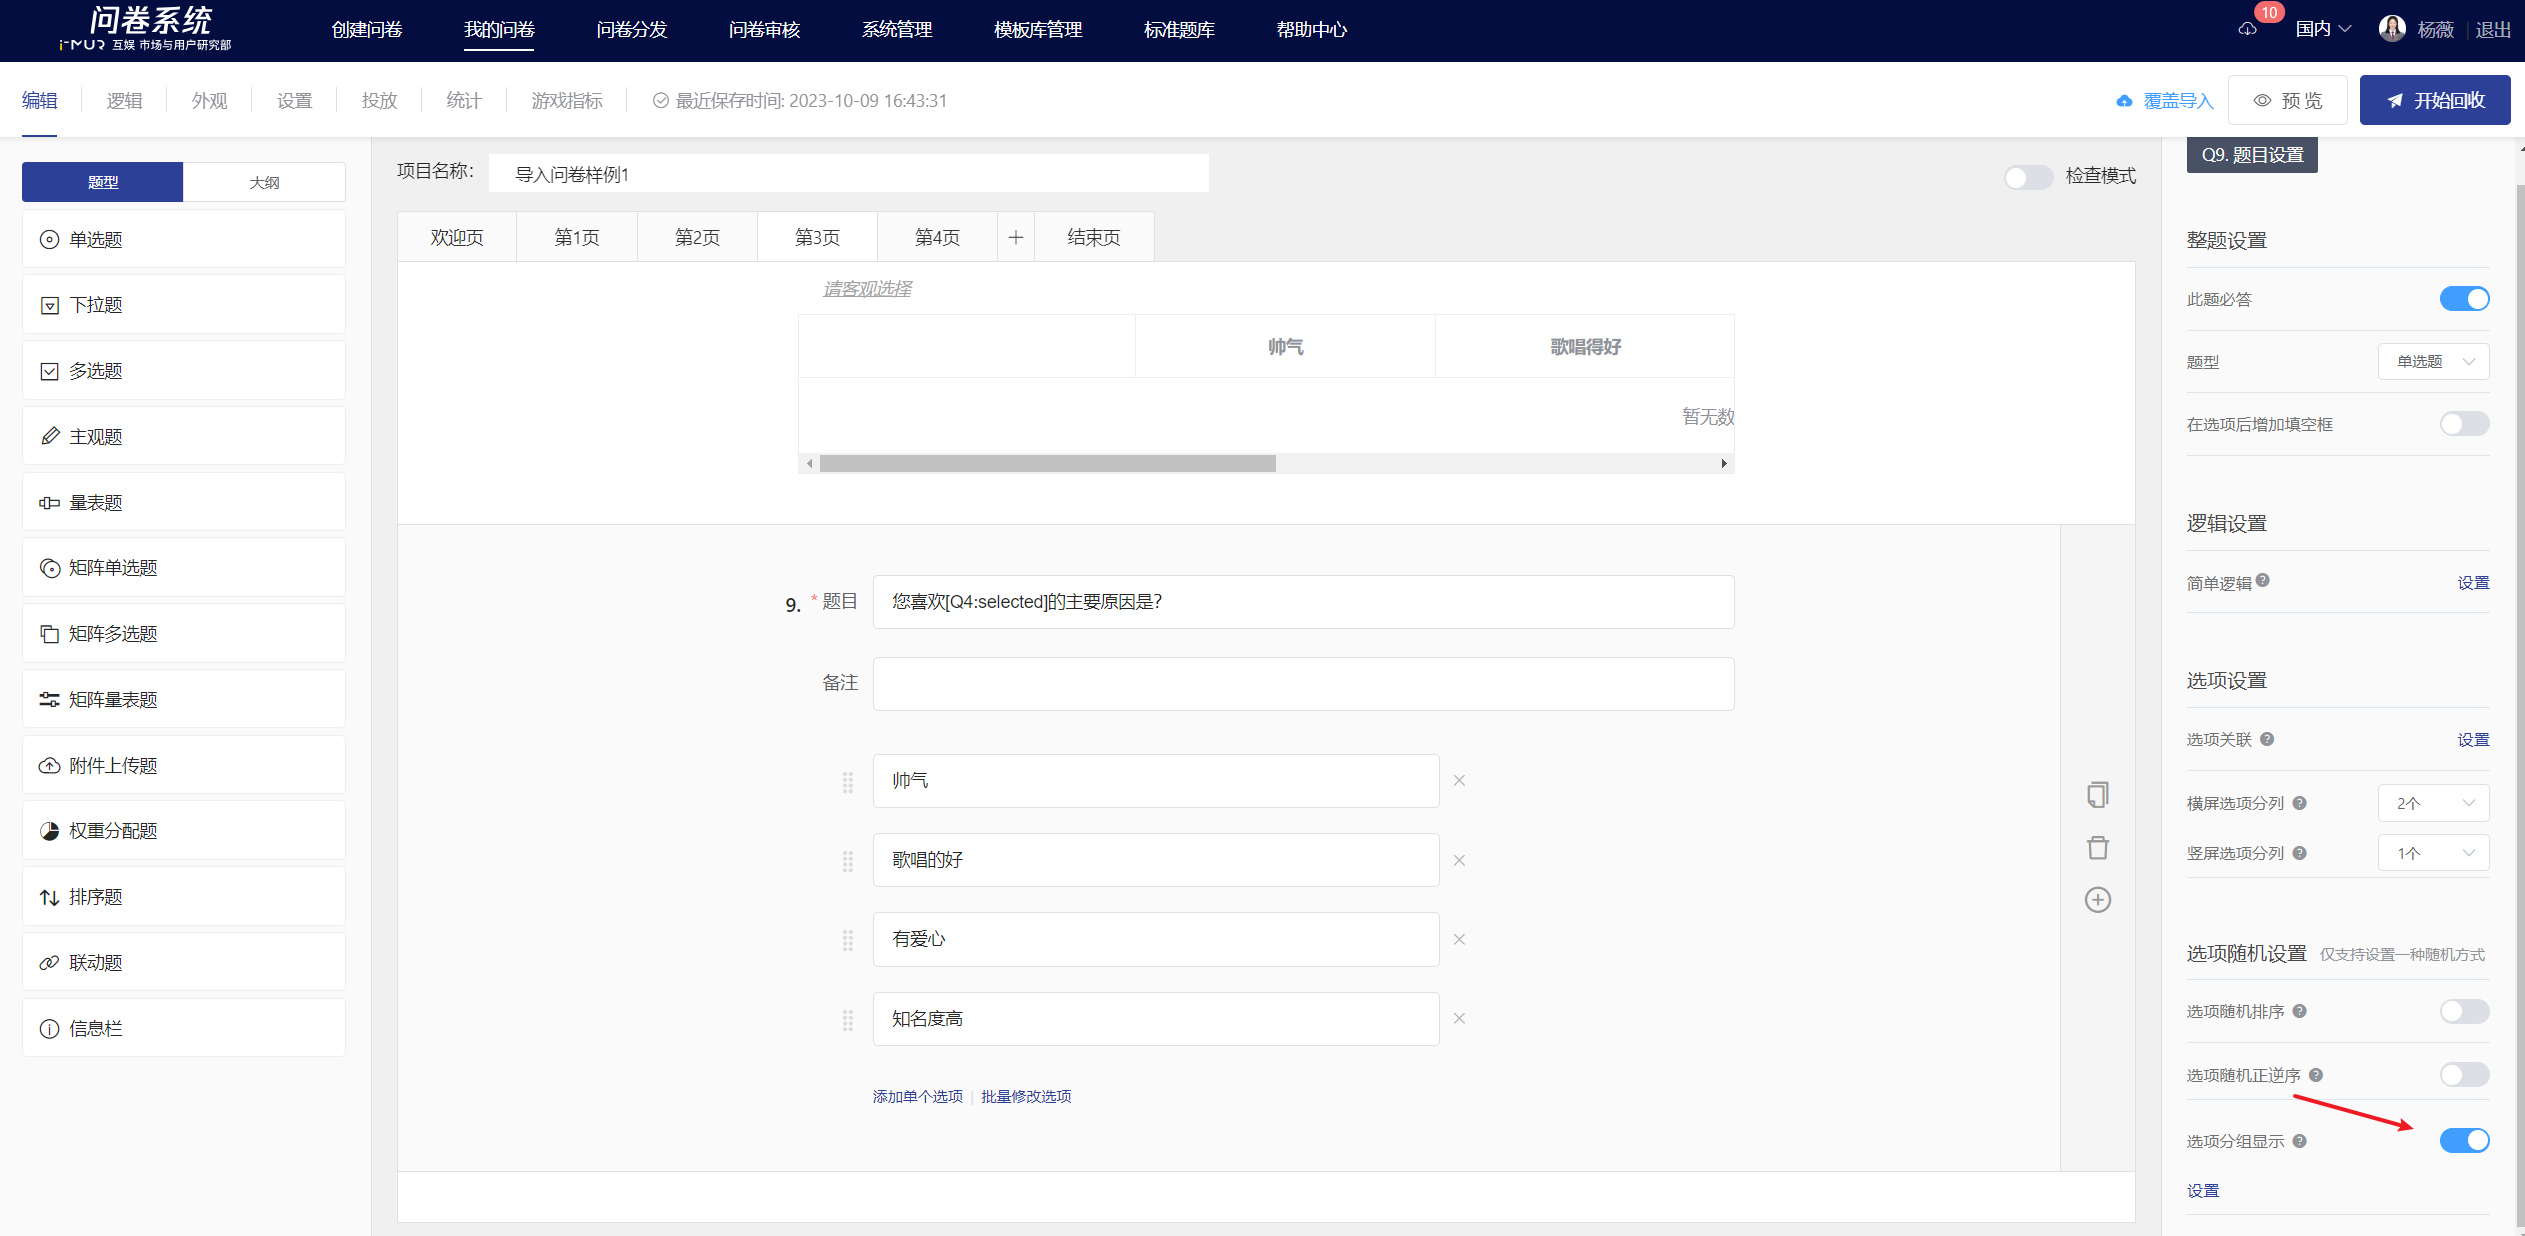 问卷系统
i-MUR 互娱 市场与用户研究部
创建问卷
我的问卷
问卷分发
问卷审核
系统管理
模板库管理
标准题库
帮助中心
10
国内
杨薇
退出
编辑
逻辑
外观
设置
投放
统计
游戏指标
最近保存时间: 2023-10-09 16:43:31
覆盖导入
预 览
开始回收
题型
大纲
单选题
下拉题
多选题
主观题
量表题
矩阵单选题
矩阵多选题
矩阵量表题
附件上传题
权重分配题
排序题
联动题
信息栏
项目名称:
导入问卷样例1
检查模式
欢迎页
第1页
第2页
第3页
第4页
+
结束页
请客观选择
帅气
歌唱得好
暂无数
9.
* 题目
您喜欢[Q4:selected]的主要原因是?
备注
帅气
歌唱的好
有爱心
知名度高
添加单个选项 | 批量修改选项
Q9. 题目设置
整题设置
此题必答
题型
单选题
在选项后增加填空框
逻辑设置
简单逻辑
设置
选项设置
选项关联
设置
横屏选项分列
2个
竖屏选项分列
1个
选项随机设置 仅支持设置一种随机方式
选项随机排序
选项随机正逆序
选项分组显示
设置